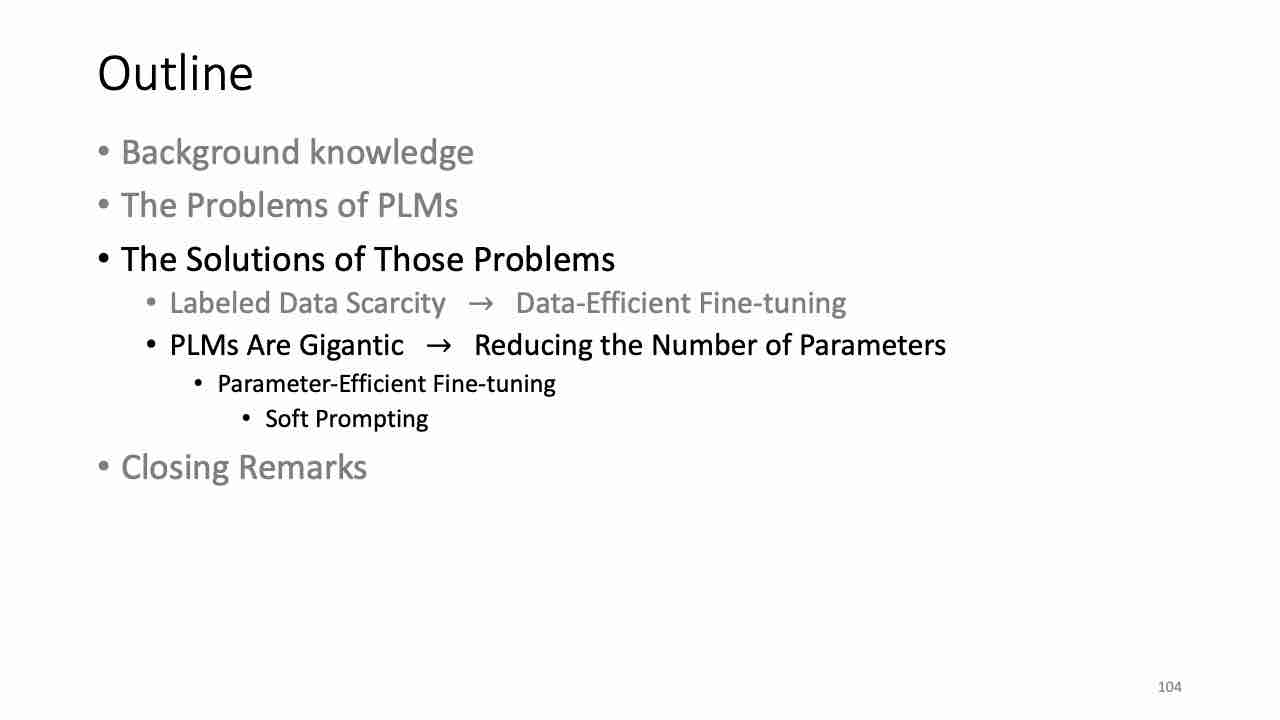 Outline
• Background knowledge
• The Problems of PLMs
• The Solutions of Those Problems
• Labeled Data Scarcity → Data-Efficient Fine-tuning
• PLMs Are Gigantic → Reducing the Number of Parameters
• Parameter-Efficient Fine-tuning
• Soft Prompting
• Closing Remarks
104